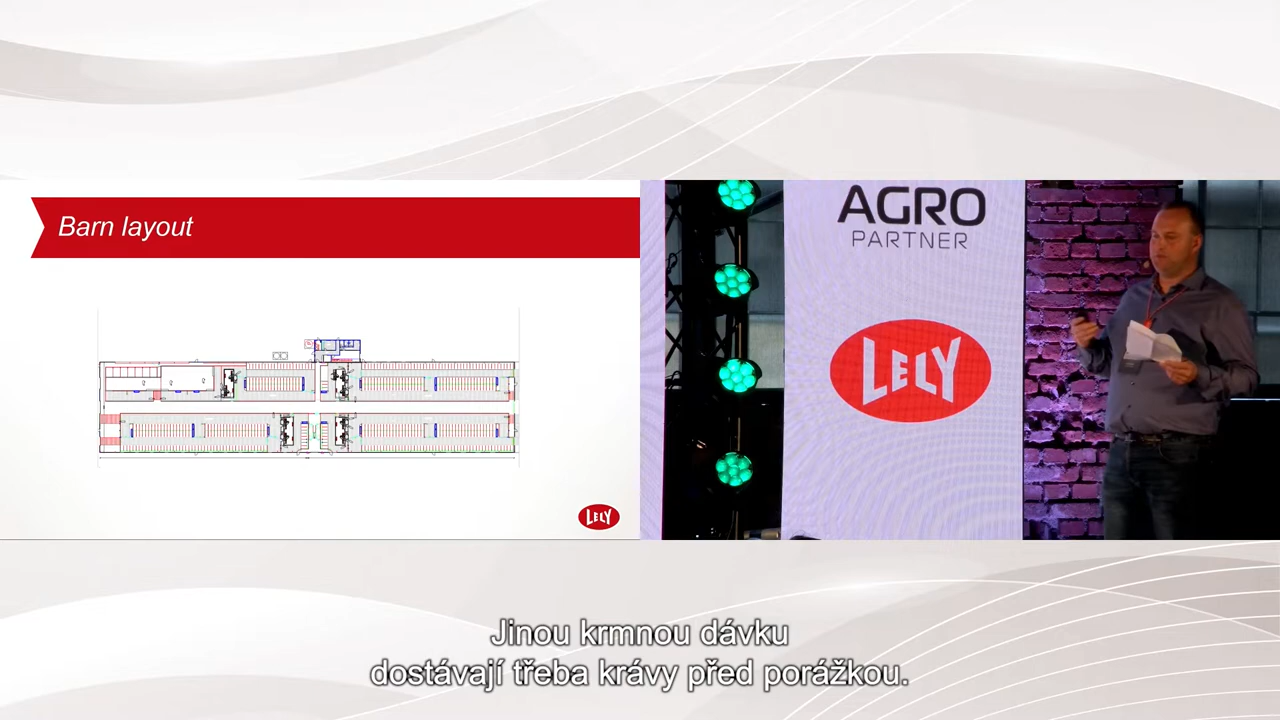 Barn layout
LELY
AGRO
PARTNER
LELY
Jinou krmnou dávku
dostávají třeba krávy před porážkou.